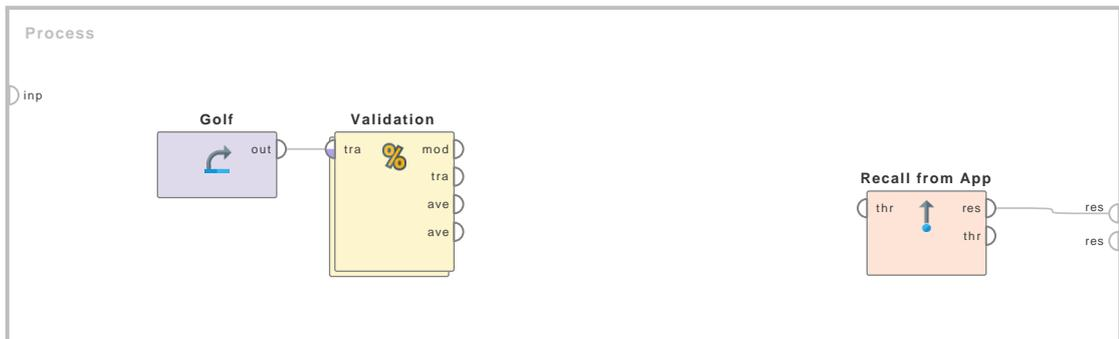 Process
inp
Golf
Validation
out
tra
mod
tra
ave
ave
Recall from App
thr
res
thr
res
res